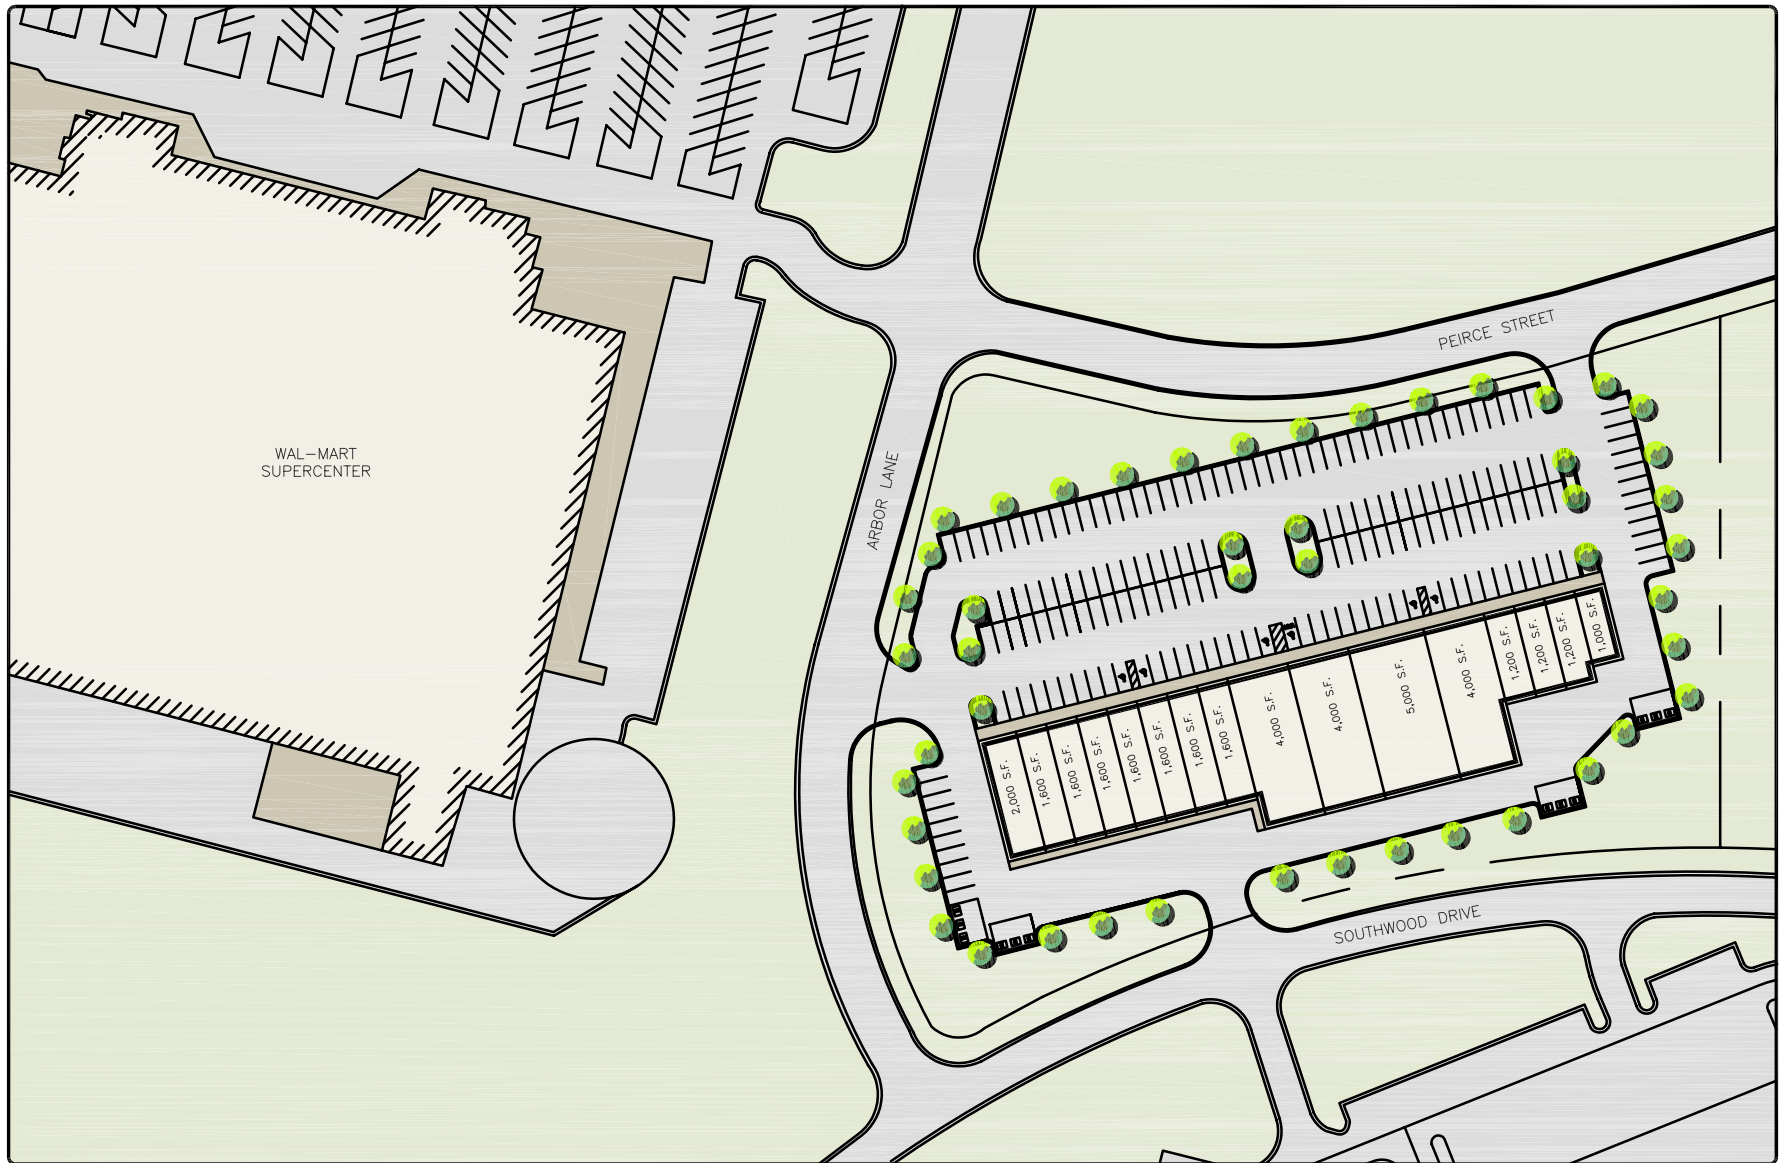 PEIRCE STREET
WAL-MART
SUPERCENTER
ARBOR LANE
2,000 S.F.
1,600 S.F.
1,600 S.F.
1,600 S.F.
1,600 S.F.
1,600 S.F.
1,600 S.F.
1,600 S.F.
4,000 S.F.
4,000 S.F.
5,000 S.F.
4,000 S.F.
1,200 S.F.
1,200 S.F.
1,200 S.F.
1,000 S.F.
SOUTHWOOD DRIVE